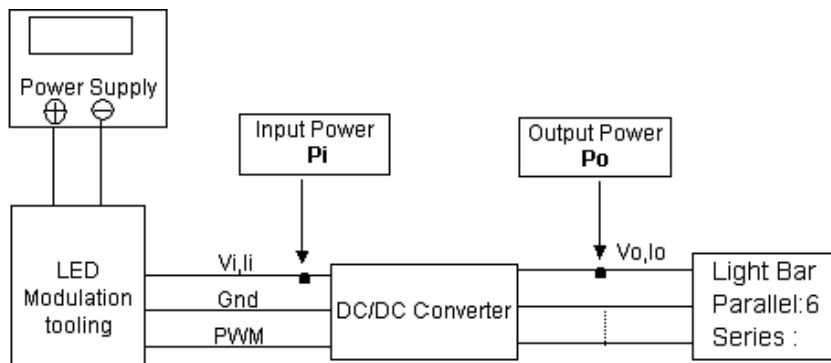 Power Supply
Input Power
Pi
Output Power
Po
LED
Modulation
tooling
Vi,Ii
Gnd
PWM
DC/DC Converter
Vo,Io
Light Bar
Parallel:6
Series :